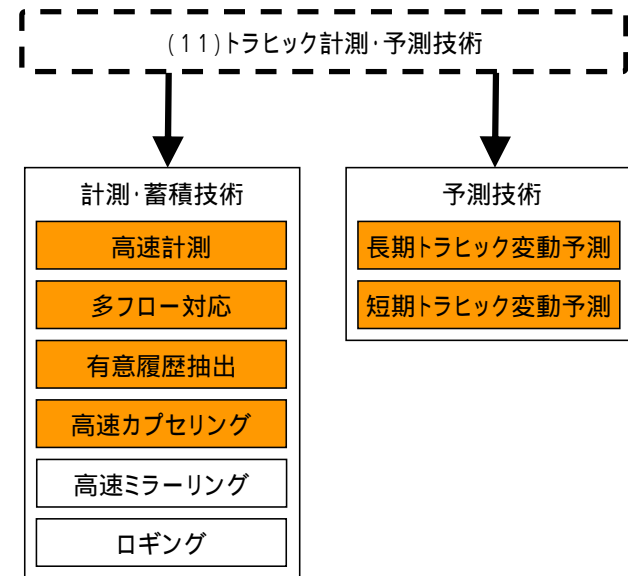 (11)トラヒック計測･予測技術
計測･蓄積技術
高速計測
多フロー対応
有意履歴抽出
高速カプセリング
高速ミラーリング
ロギング
予測技術
長期トラヒック変動予測
短期トラヒック変動予測